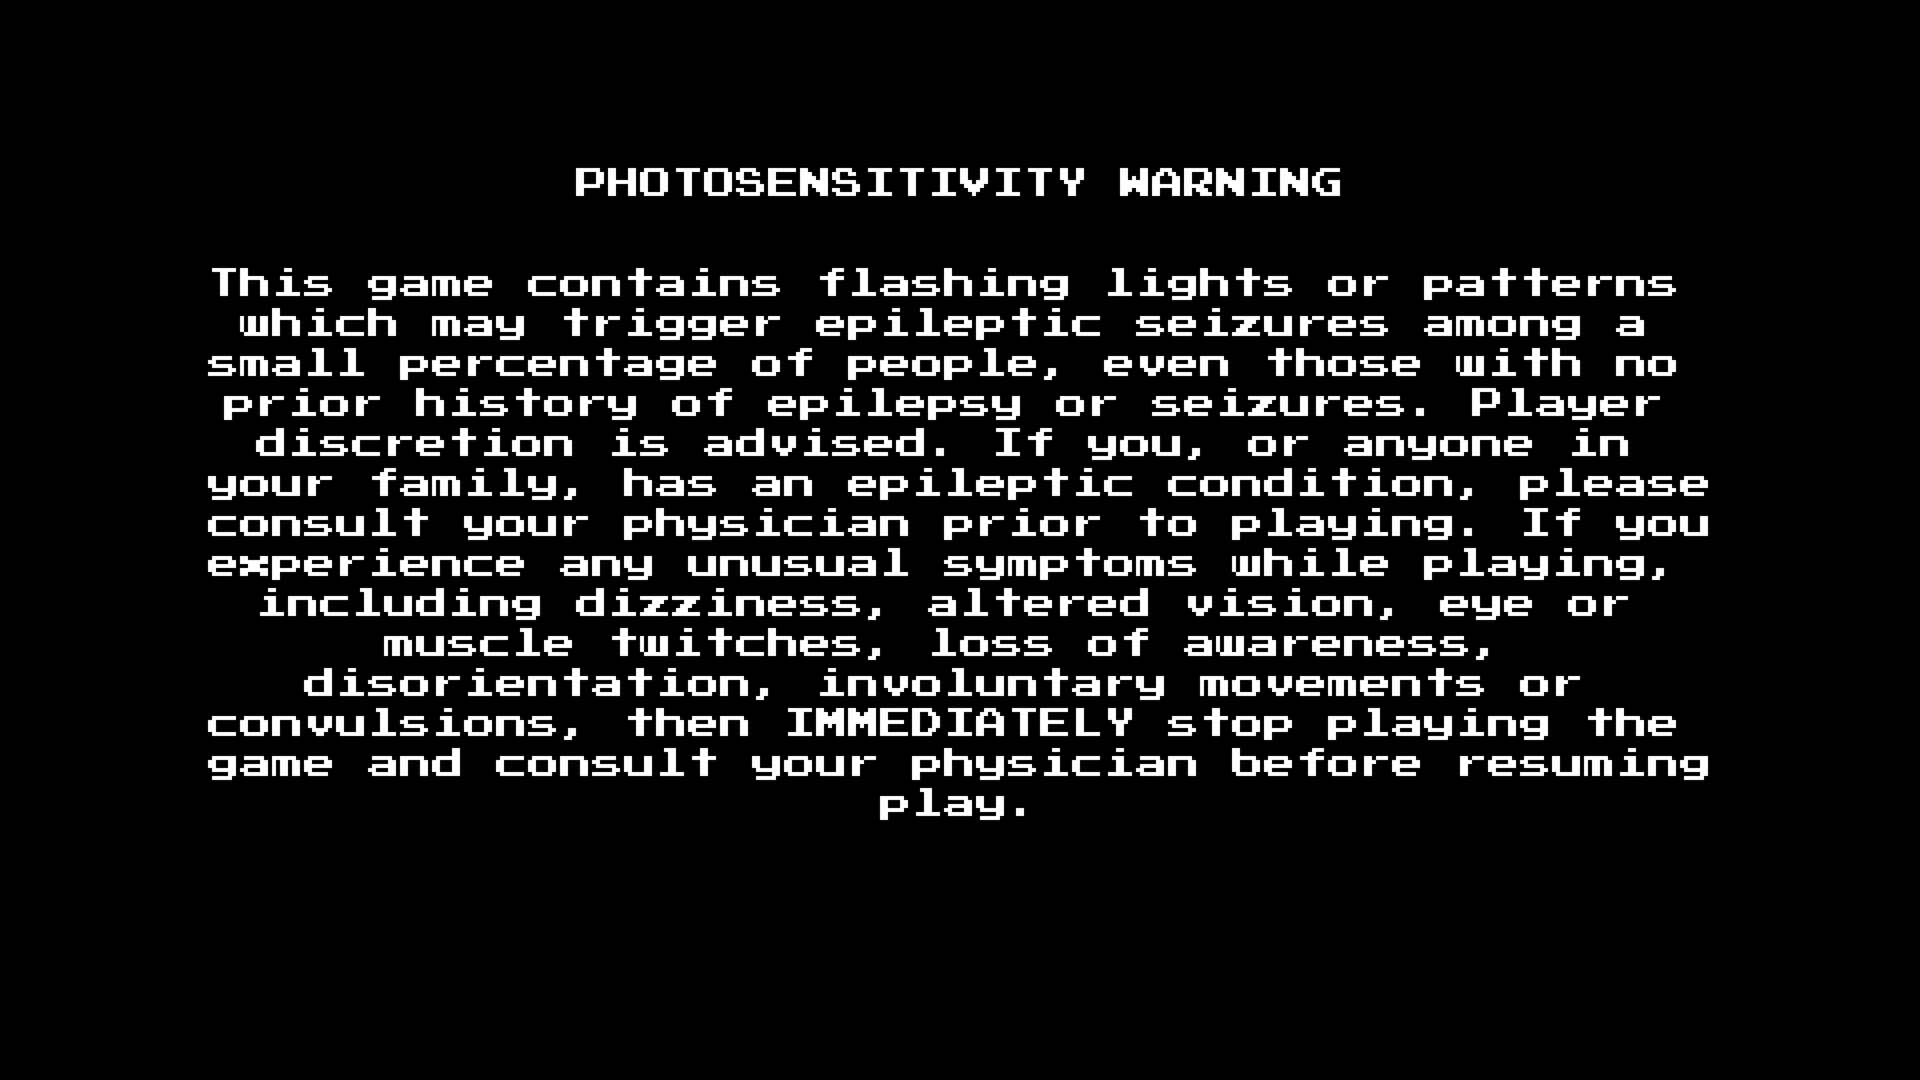 PHOTOSENSITIVITY WARNING
This game contains flashing lights or patterns
which may trigger epileptic seizures among a
small percentage of people, even those with no
prior history of epilepsy or seizures. Player
discretion is advised. If you, or anyone in
your family, has an epileptic condition, please
consult your physician prior to playing. If you
experience any unusual symptoms while playing,
including dizziness, altered vision, eye or
muscle twitches, loss of awareness,
disorientation, involuntary movements or
convulsions, then IMMEDIATELY stop playing the
game and consult your physician before resuming
play.